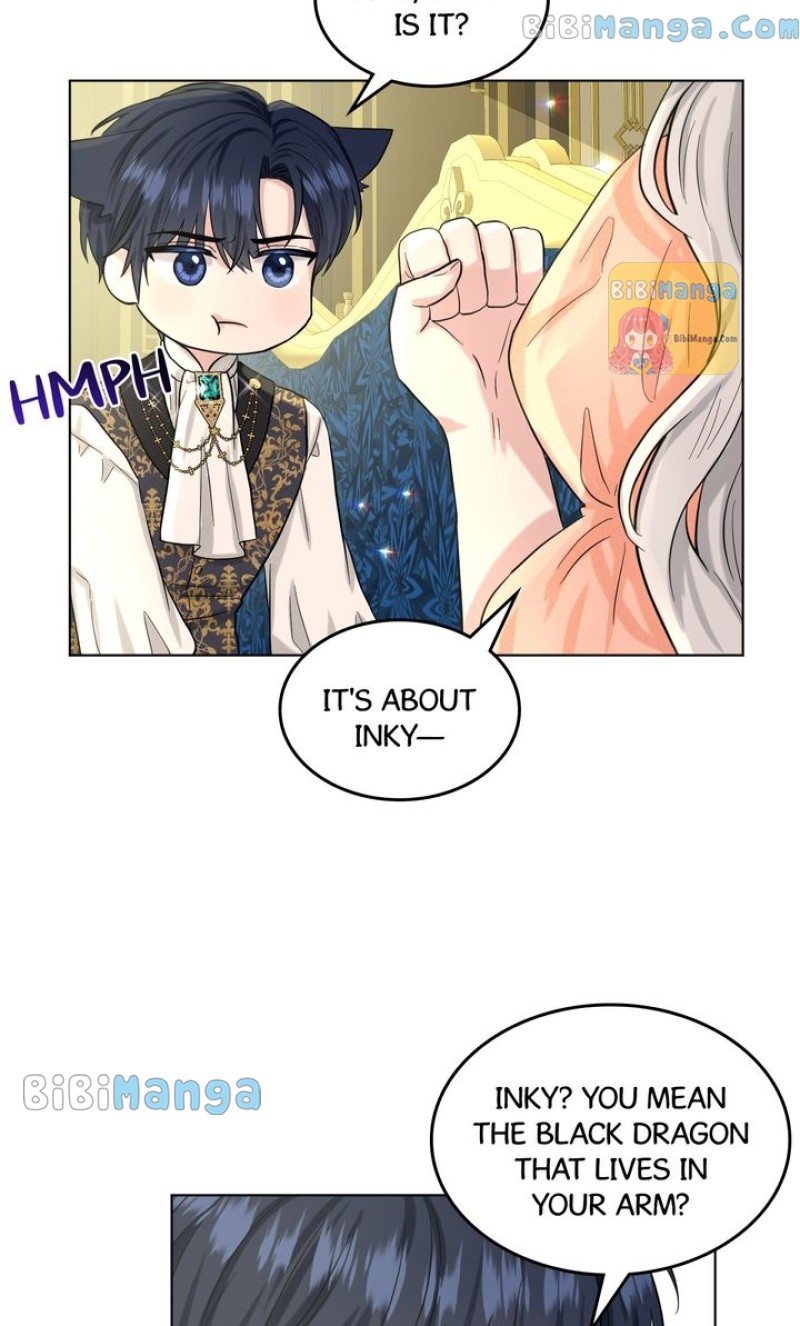 IS IT?
BiBiManga.Com
BiBiManga
BibiManga.Com
HMPH
IT'S ABOUT
INKY—
BiBiManga
INKY? YOU MEAN
THE BLACK DRAGON
THAT LIVES IN
YOUR ARM?